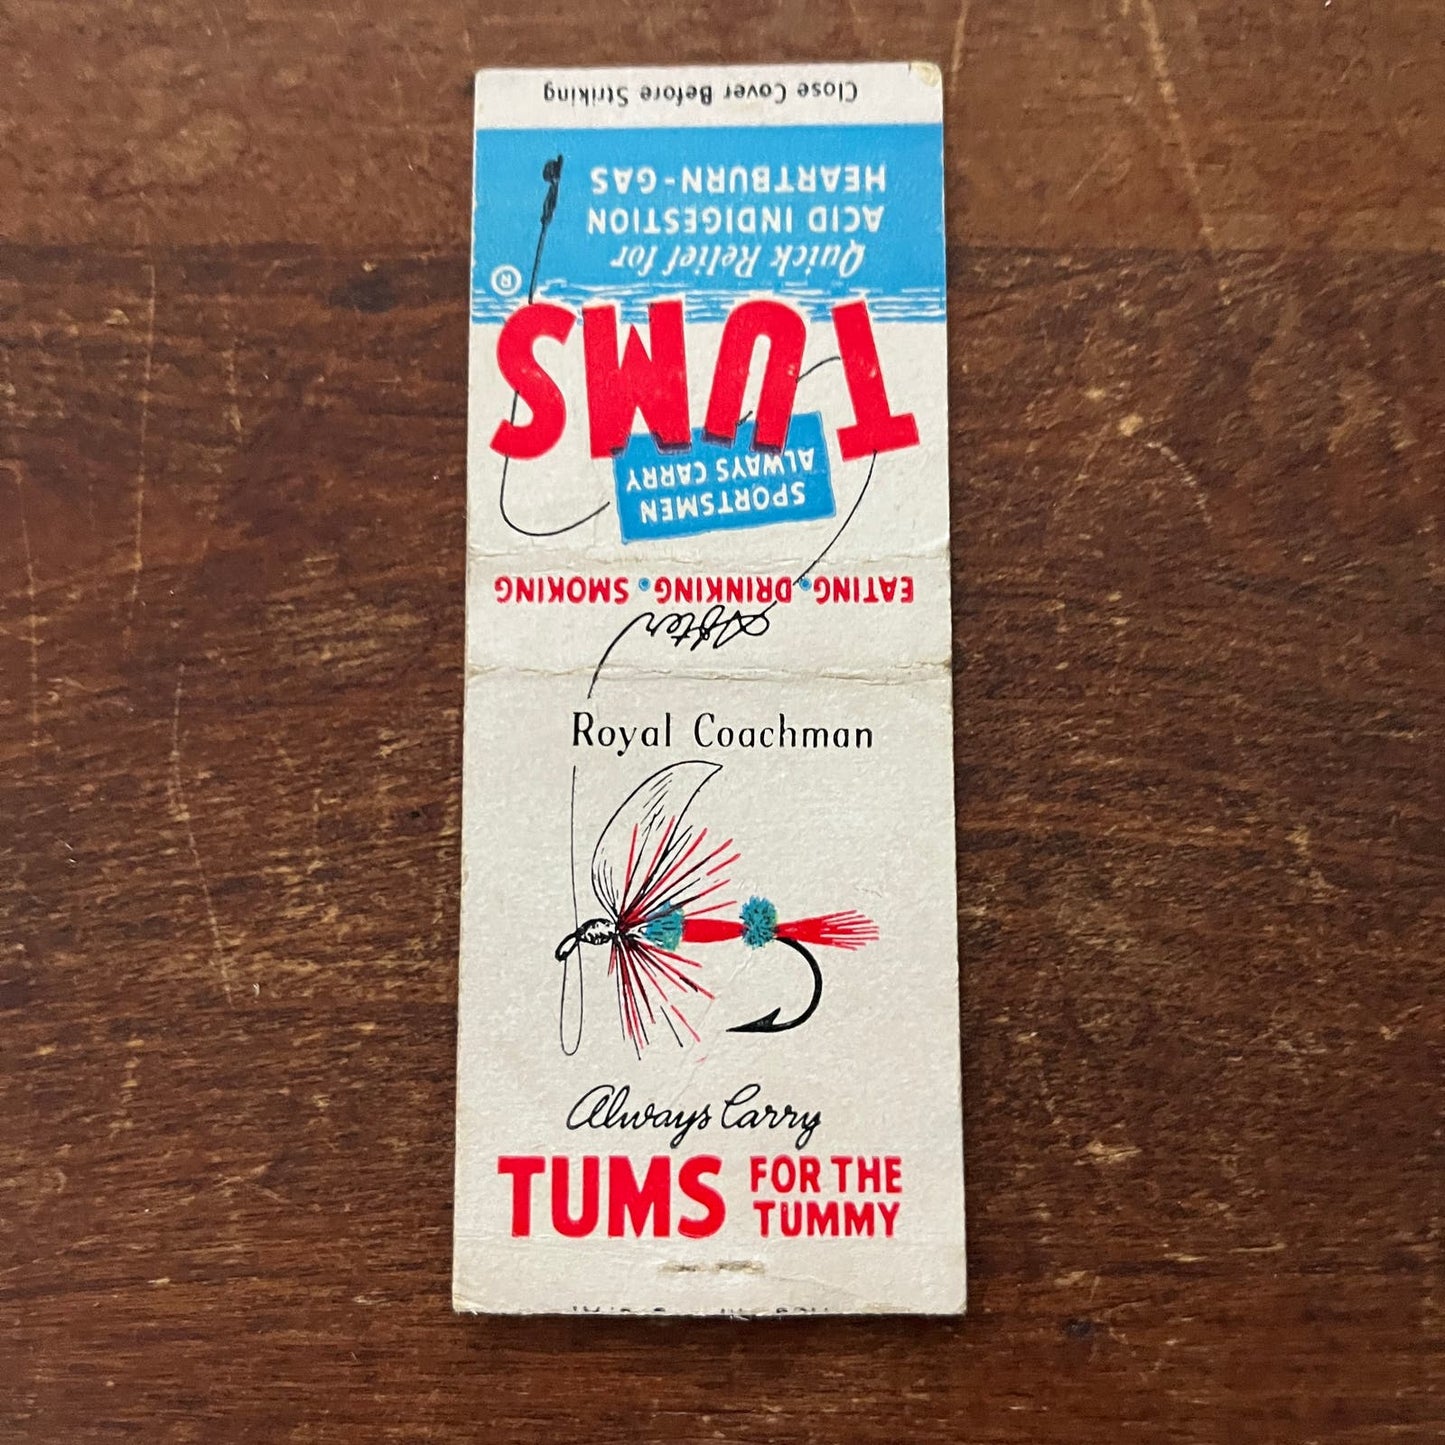 Close Cover Before Striking
Quick Relief for
ACID INDIGESTION
HEARTBURN-GAS
®
TUMS
SPORTSMEN
ALWAYS CARRY
After
EATING • DRINKING • SMOKING
Royal Coachman
Always Carry
TUMS FOR THE
TUMMY